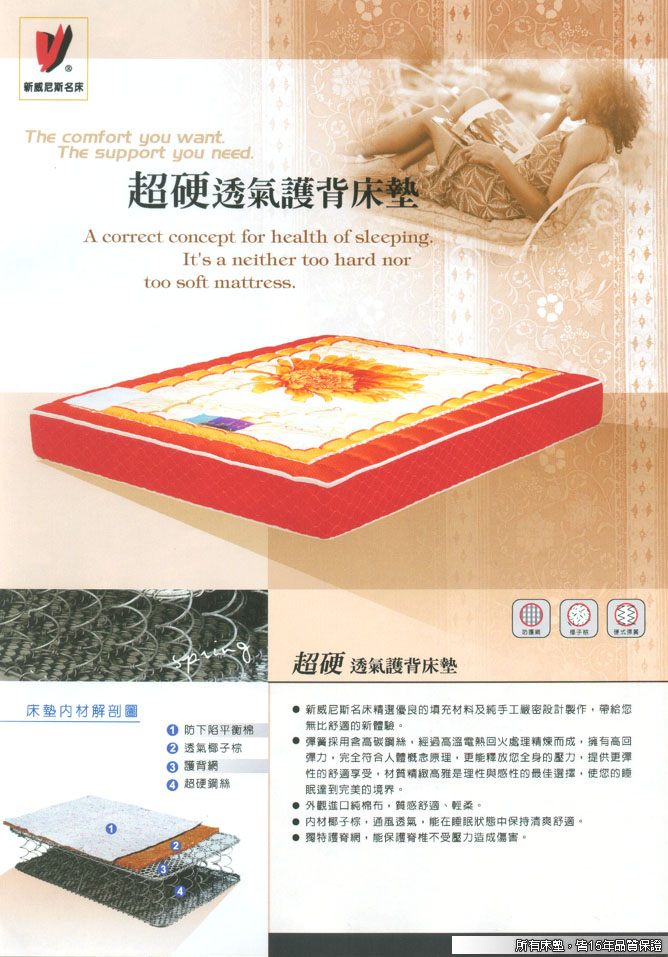 新威尼斯名床
®
The comfort you want.
The support you need.
超硬透氣護背床墊
A correct concept for health of sleeping.
It's a neither too hard nor
too soft mattress.
spring
防護網
椰子棕
硬式彈簧
超硬 透氣護背床墊
床墊內材解剖圖
1 防下陷平衡棉
2 透氣椰子棕
3 護背網
4 超硬鋼絲
1
2
3
4
● 新威尼斯名床精選優良的填充材料及純手工嚴密設計製作，帶給您
無比舒適的新體驗。
● 彈簧採用含高碳鋼絲，經過高溫電熱回火處理精煉而成，擁有高回
彈力，完全符合人體概念原理，更能釋放您全身的壓力，提供更彈
性的舒適享受，材質精緻高雅是理性與感性的最佳選擇，使您的睡
眠達到完美的境界。
● 外觀進口純棉布，質感舒適、輕柔。
● 內材椰子棕，通風透氣，能在睡眠狀態中保持清爽舒適。
● 獨特護脊網，能保護脊椎不受壓力造成傷害。
所有床墊，皆15年品質保證